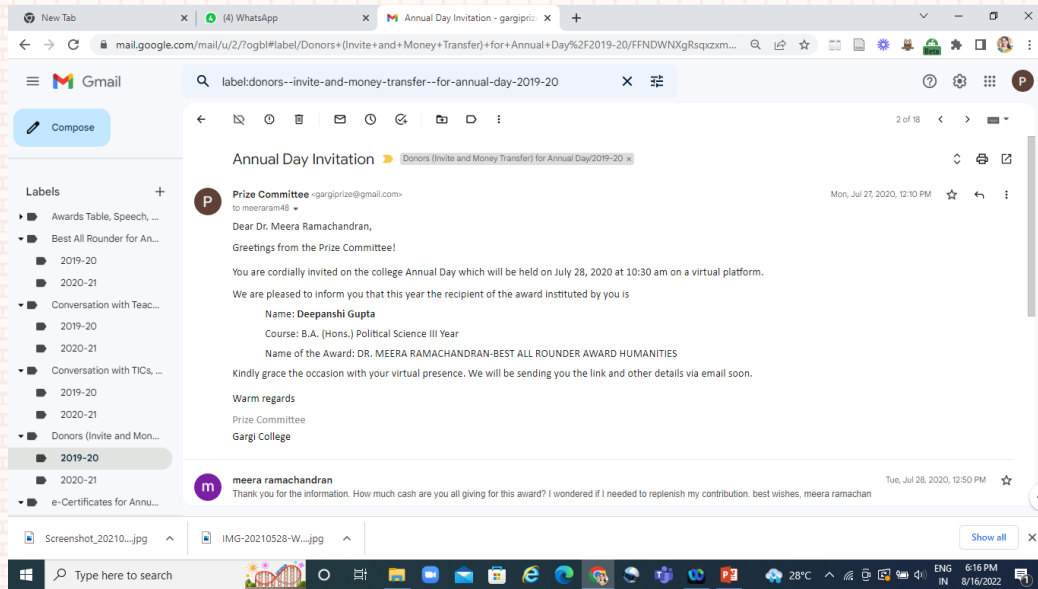 New Tab
(4) WhatsApp
Annual Day Invitation - gargipriz
mail.google.com/mail/u/2/?ogbl#label/Donors+(Invite+and+Money+Transfer)+for+Annual+Day%2F2019-20/FFNDWNXgRsqxzxm...
Beta
Gmail
label:donors--invite-and-money-transfer--for-annual-day-2019-20
P
Compose
2 of 18
Annual Day Invitation
Donors (Invite and Money Transfer) for Annual Day/2019-20 ×
Labels
Awards Table, Speech, ...
Best All Rounder for An...
2019-20
2020-21
Conversation with Teac...
2019-20
2020-21
Conversation with TICs, ...
2019-20
2020-21
Donors (Invite and Mon...
2019-20
2020-21
e-Certificates for Annu...
P
Prize Committee <gargiprize@gmail.com>
Mon, Jul 27, 2020, 12:10 PM
to meeraram48
Dear Dr. Meera Ramachandran,
Greetings from the Prize Committee!
You are cordially invited on the college Annual Day which will be held on July 28, 2020 at 10:30 am on a virtual platform.
We are pleased to inform you that this year the recipient of the award instituted by you is
Name: Deepanshi Gupta
Course: B.A. (Hons.) Political Science III Year
Name of the Award: DR. MEERA RAMACHANDRAN-BEST ALL ROUNDER AWARD HUMANITIES
Kindly grace the occasion with your virtual presence. We will be sending you the link and other details via email soon.
Warm regards
Prize Committee
Gargi College
m
meera ramachandran
Tue, Jul 28, 2020, 12:50 PM
Thank you for the information. How much cash are you all giving for this award? I wondered if I needed to replenish my contribution. best wishes, meera ramachan
Screenshot_20210....jpg
IMG-20210528-W....jpg
Show all
Type here to search
28°C
ENG
IN
6:16 PM
8/16/2022